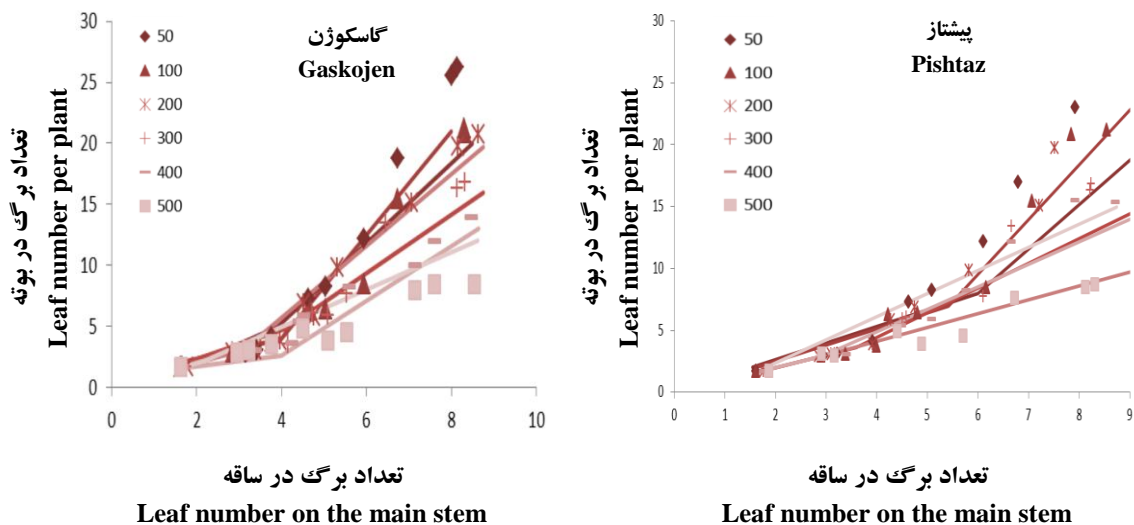 گاسکوژن
Gaskojen
50
100
200
300
400
500
30
25
20
15
10
5
0
0 2 4 6 8 10
تعداد برگ در بوته
Leaf number per plant
تعداد برگ در ساقه
Leaf number on the main stem
پیشتاز
Pishtaz
50
100
200
300
400
500
30
25
20
15
10
5
0
0 1 2 3 4 5 6 7 8 9
تعداد برگ در بوته
Leaf number per plant
تعداد برگ در ساقه
Leaf number on the main stem